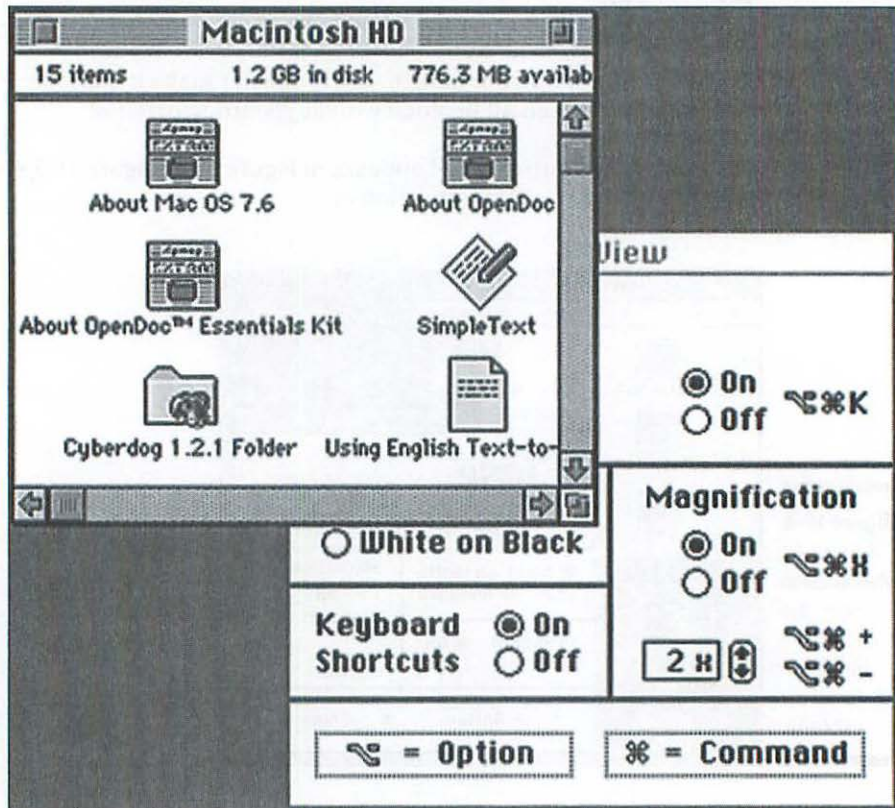 Macintosh HD
15 items 1.2 GB in disk 776.3 MB availab
About Mac OS 7.6
About OpenDoc
About OpenDoc™ Essentials Kit
SimpleText
Cyberdog 1.2.1 Folder
Using English Text-to-
View
On
Off
⌥⌘K
White on Black
Magnification
On
Off
⌥⌘X
Keyboard Shortcuts
On
Off
2 x
⌥⌘ +
⌥⌘ -
⌥ = Option
⌘ = Command